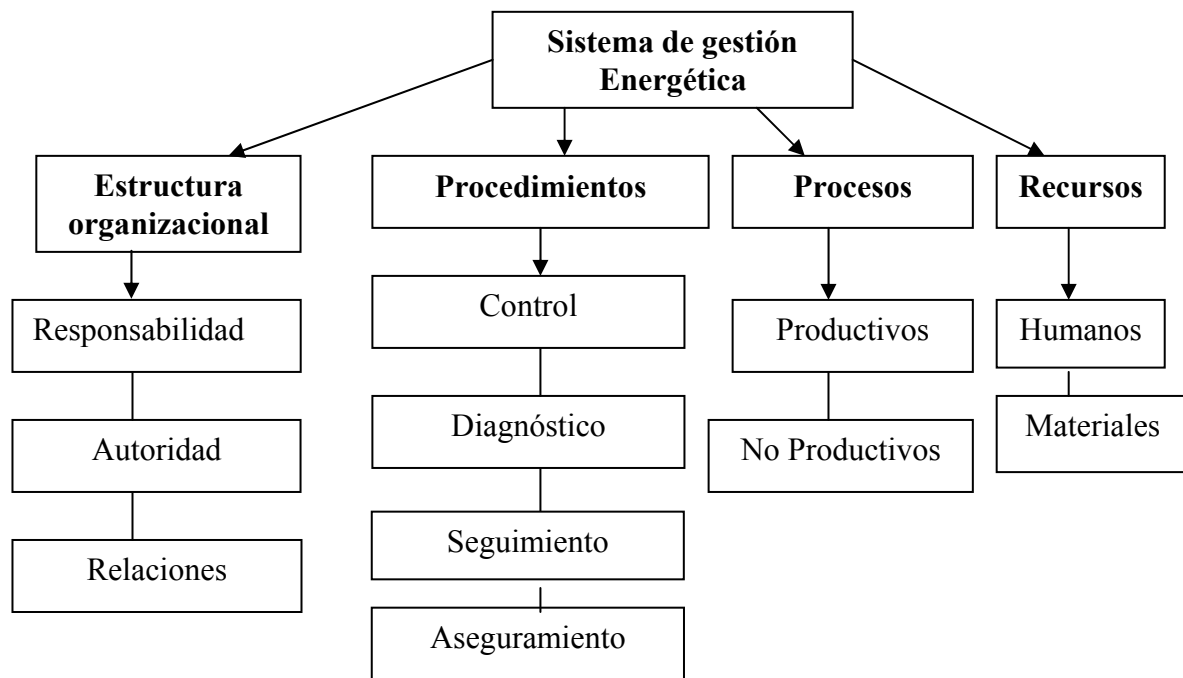 Sistema de gestión
Energética
Estructura
organizacional
Procedimientos
Procesos
Recursos
Responsabilidad
Control
Productivos
Humanos
Autoridad
Diagnóstico
No Productivos
Materiales
Relaciones
Seguimiento
Aseguramiento